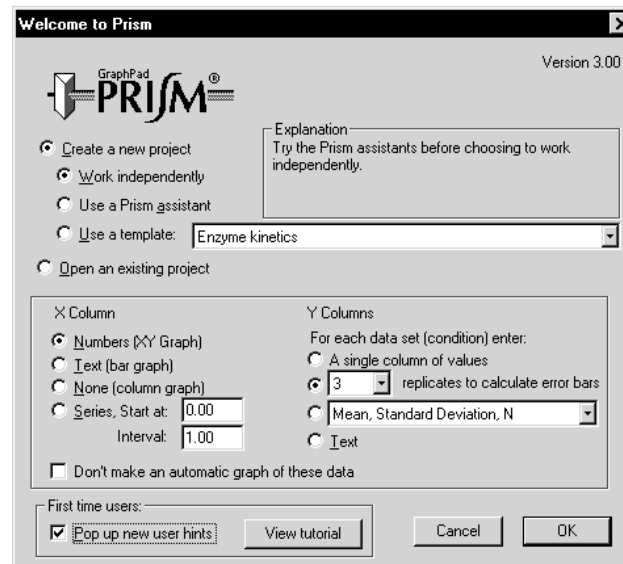 Welcome to Prism
Version 3.00
GraphPad
PRISM®
Explanation
Try the Prism assistants before choosing to work
independently.
Create a new project
Work independently
Use a Prism assistant
Use a template:
Enzyme kinetics
Open an existing project
X Column
Numbers (XY Graph)
Text (bar graph)
None (column graph)
Series, Start at:
0.00
Interval:
1.00
Y Columns
For each data set (condition) enter:
A single column of values
3
replicates to calculate error bars
Mean, Standard Deviation, N
Text
Don't make an automatic graph of these data
First time users:
Pop up new user hints
View tutorial
Cancel
OK